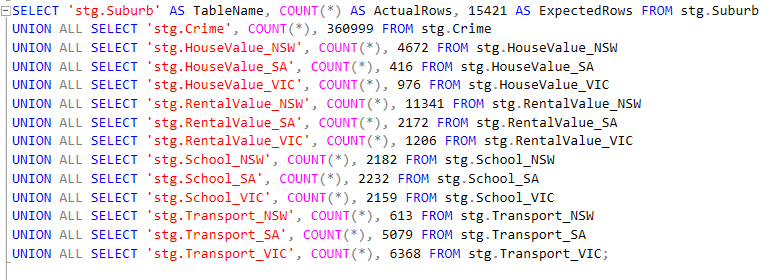 SELECT 'stg.Suburb' AS TableName, COUNT(*) AS ActualRows, 15421 AS ExpectedRows FROM stg.Suburb
UNION ALL SELECT 'stg.Crime', COUNT(*), 360999 FROM stg.Crime
UNION ALL SELECT 'stg.HouseValue_NSW', COUNT(*), 4672 FROM stg.HouseValue_NSW
UNION ALL SELECT 'stg.HouseValue_SA', COUNT(*), 416 FROM stg.HouseValue_SA
UNION ALL SELECT 'stg.HouseValue_VIC', COUNT(*), 976 FROM stg.HouseValue_VIC
UNION ALL SELECT 'stg.RentalValue_NSW', COUNT(*), 11341 FROM stg.RentalValue_NSW
UNION ALL SELECT 'stg.RentalValue_SA', COUNT(*), 2172 FROM stg.RentalValue_SA
UNION ALL SELECT 'stg.RentalValue_VIC', COUNT(*), 1206 FROM stg.RentalValue_VIC
UNION ALL SELECT 'stg.School_NSW', COUNT(*), 2182 FROM stg.School_NSW
UNION ALL SELECT 'stg.School_SA', COUNT(*), 2232 FROM stg.School_SA
UNION ALL SELECT 'stg.School_VIC', COUNT(*), 2159 FROM stg.School_VIC
UNION ALL SELECT 'stg.Transport_NSW', COUNT(*), 613 FROM stg.Transport_NSW
UNION ALL SELECT 'stg.Transport_SA', COUNT(*), 5079 FROM stg.Transport_SA
UNION ALL SELECT 'stg.Transport_VIC', COUNT(*), 6368 FROM stg.Transport_VIC;